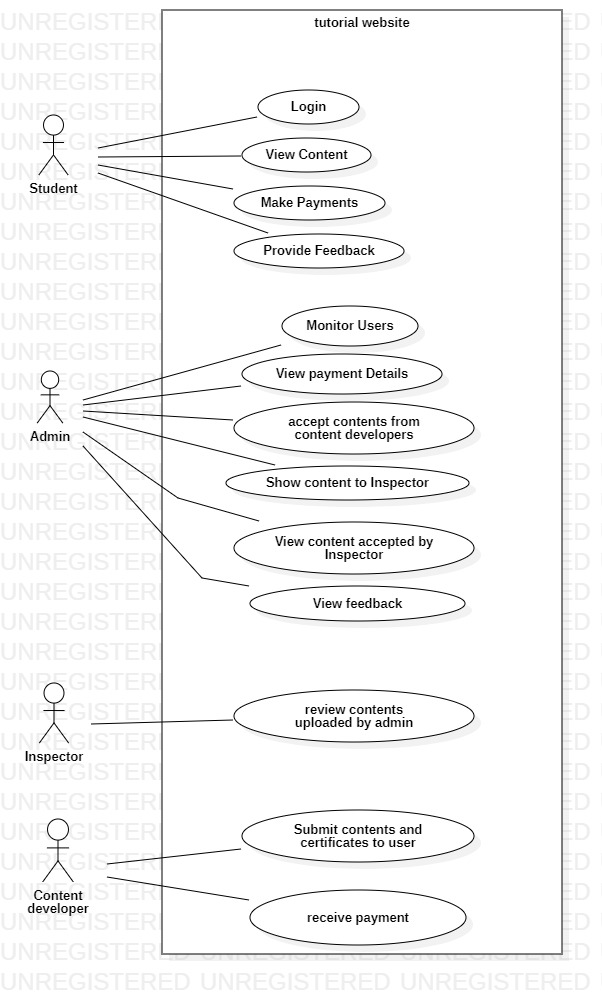 tutorial website
Login
View Content
Make Payments
Provide Feedback
Student
Monitor Users
View payment Details
accept contents from
content developers
Show content to Inspector
View content accepted by
Inspector
View feedback
Admin
review contents
uploaded by admin
Inspector
Submit contents and
certificates to user
receive payment
Content
developer
UNREGISTERED UNREGISTERED UNREGISTERED